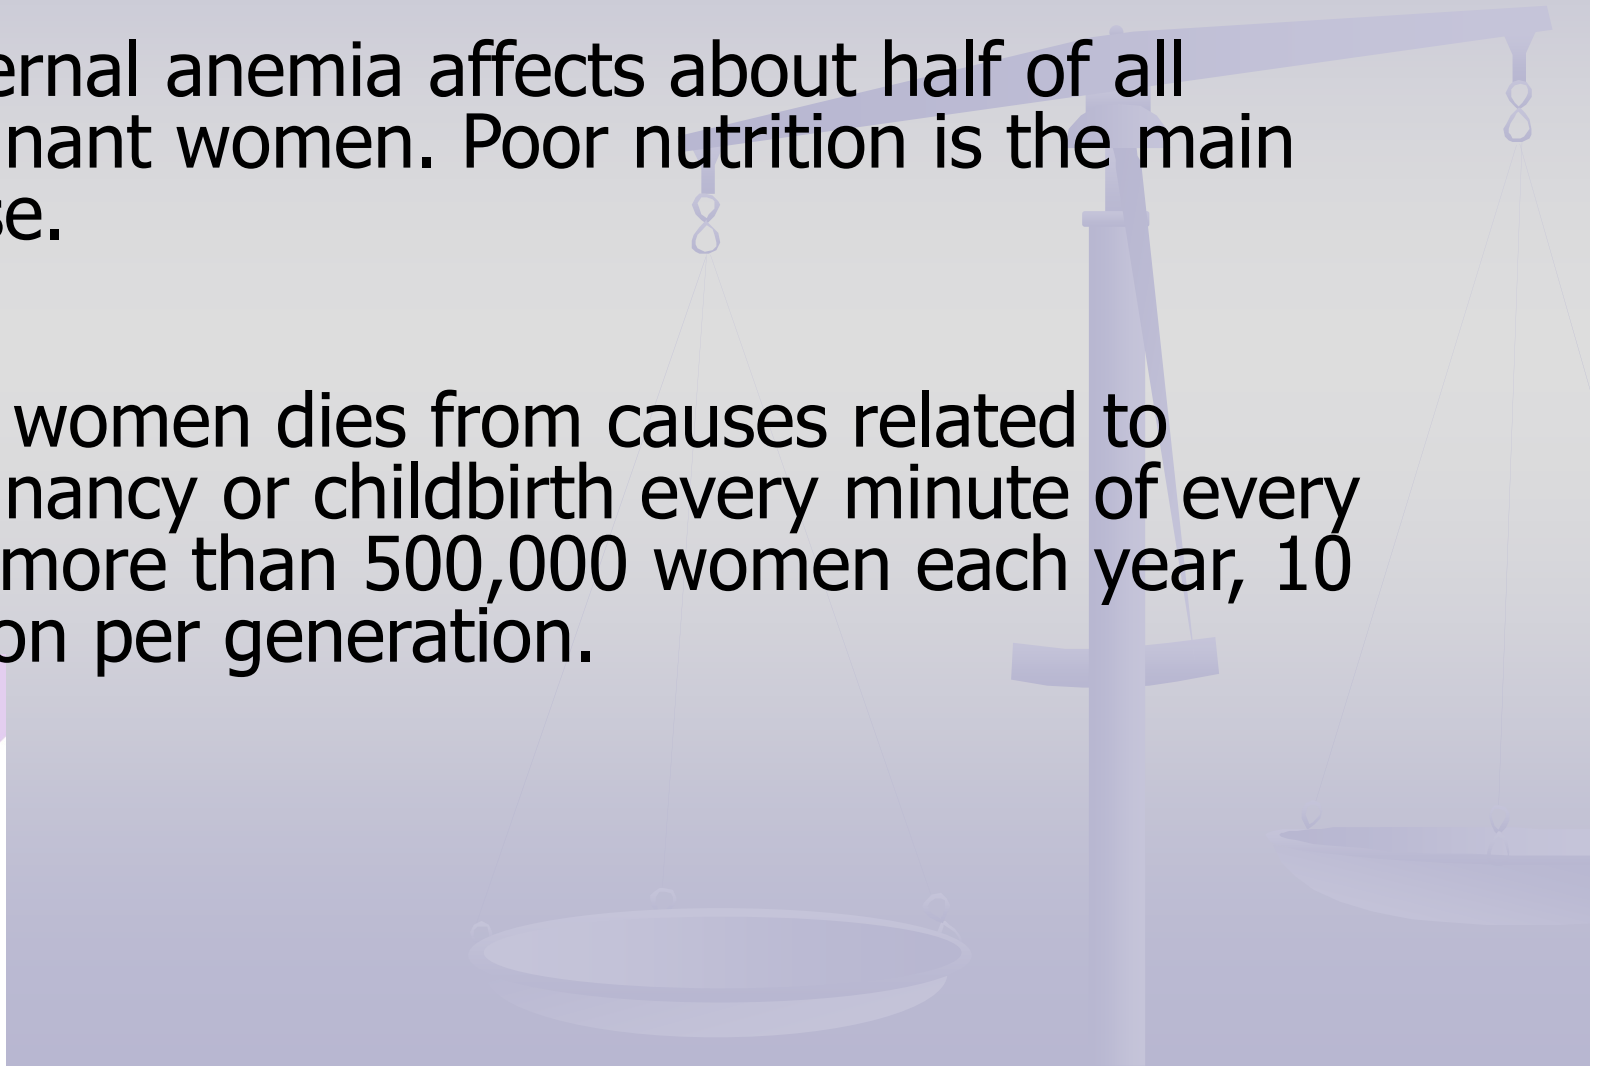 ernal anemia affects about half of all
nant women. Poor nutrition is the main
se.
women dies from causes related to
nancy or childbirth every minute of every
more than 500,000 women each year, 10
on per generation.